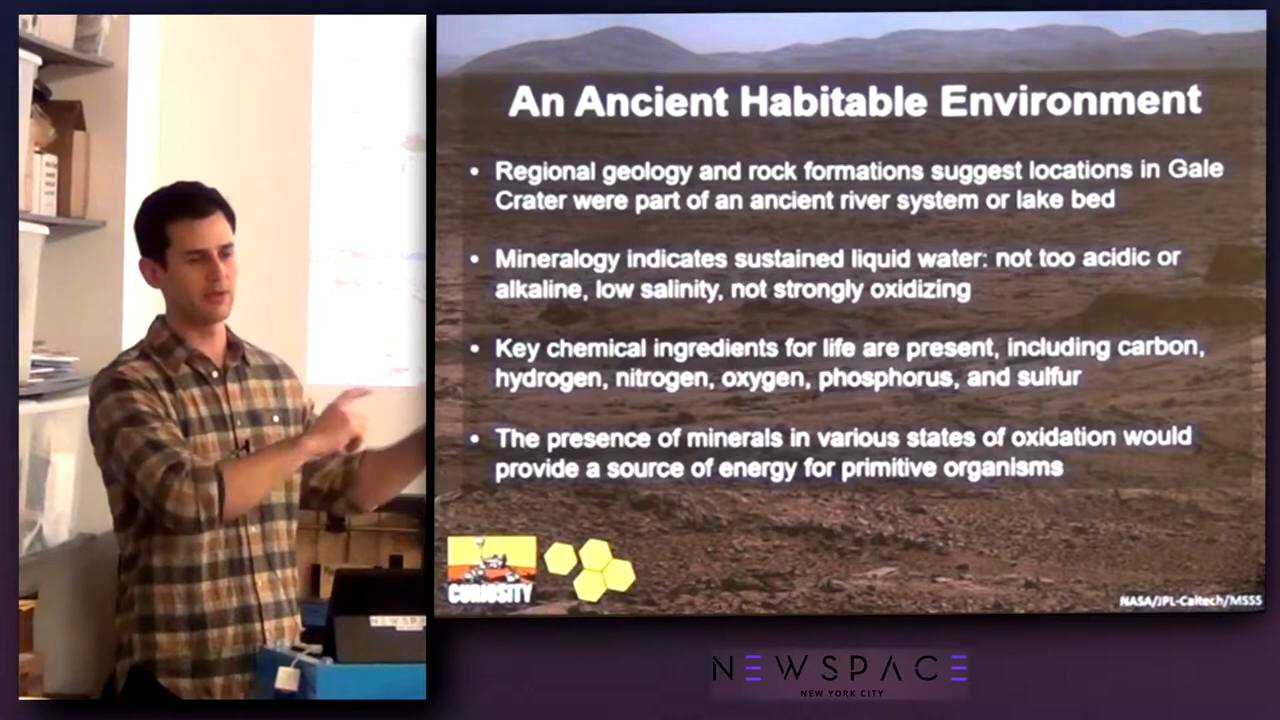 An Ancient Habitable Environment
• Regional geology and rock formations suggest locations in Gale
Crater were part of an ancient river system or lake bed
• Mineralogy indicates sustained liquid water: not too acidic or
alkaline, low salinity, not strongly oxidizing
• Key chemical ingredients for life are present, including carbon,
hydrogen, nitrogen, oxygen, phosphorus, and sulfur
• The presence of minerals in various states of oxidation would
provide a source of energy for primitive organisms
CURIOSITY
NASA/JPL-Caltech/MSSS
NEWSPA
NEWSPACE
NEW YORK CITY